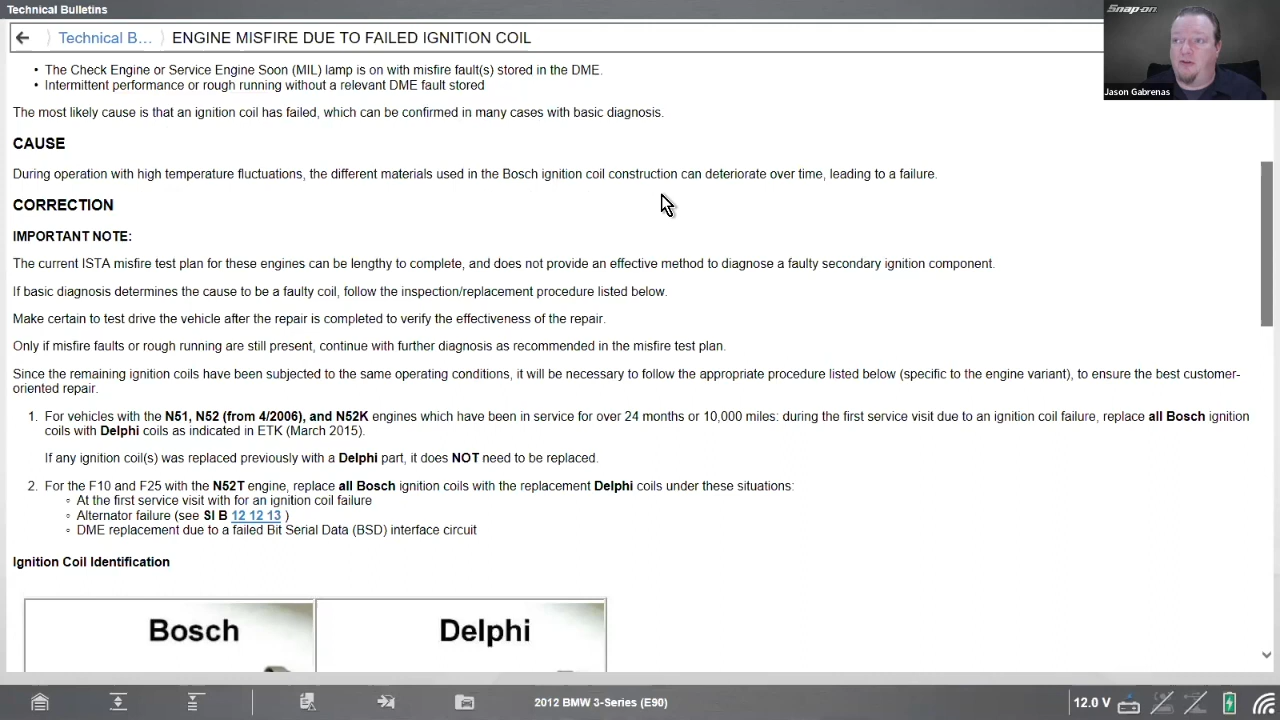 Technical Bulletins
Snap-on
Technical B... ENGINE MISFIRE DUE TO FAILED IGNITION COIL
Jason Gabrenas
• The Check Engine or Service Engine Soon (MIL) lamp is on with misfire fault(s) stored in the DME.
• Intermittent performance or rough running without a relevant DME fault stored
The most likely cause is that an ignition coil has failed, which can be confirmed in many cases with basic diagnosis.
CAUSE
During operation with high temperature fluctuations, the different materials used in the Bosch ignition coil construction can deteriorate over time, leading to a failure.
CORRECTION
IMPORTANT NOTE:
The current ISTA misfire test plan for these engines can be lengthy to complete, and does not provide an effective method to diagnose a faulty secondary ignition component.
If basic diagnosis determines the cause to be a faulty coil, follow the inspection/replacement procedure listed below.
Make certain to test drive the vehicle after the repair is completed to verify the effectiveness of the repair.
Only if misfire faults or rough running are still present, continue with further diagnosis as recommended in the misfire test plan.
Since the remaining ignition coils have been subjected to the same operating conditions, it will be necessary to follow the appropriate procedure listed below (specific to the engine variant), to ensure the best customer-
oriented repair.
1. For vehicles with the N51, N52 (from 4/2006), and N52K engines which have been in service for over 24 months or 10,000 miles: during the first service visit due to an ignition coil failure, replace all Bosch ignition
coils with Delphi coils as indicated in ETK (March 2015).
If any ignition coil(s) was replaced previously with a Delphi part, it does NOT need to be replaced.
2. For the F10 and F25 with the N52T engine, replace all Bosch ignition coils with the replacement Delphi coils under these situations:
◦ At the first service visit with for an ignition coil failure
◦ Alternator failure (see SI B 12 12 13 )
◦ DME replacement due to a failed Bit Serial Data (BSD) interface circuit
Ignition Coil Identification
Bosch Delphi
2012 BMW 3-Series (E90)
12.0 V